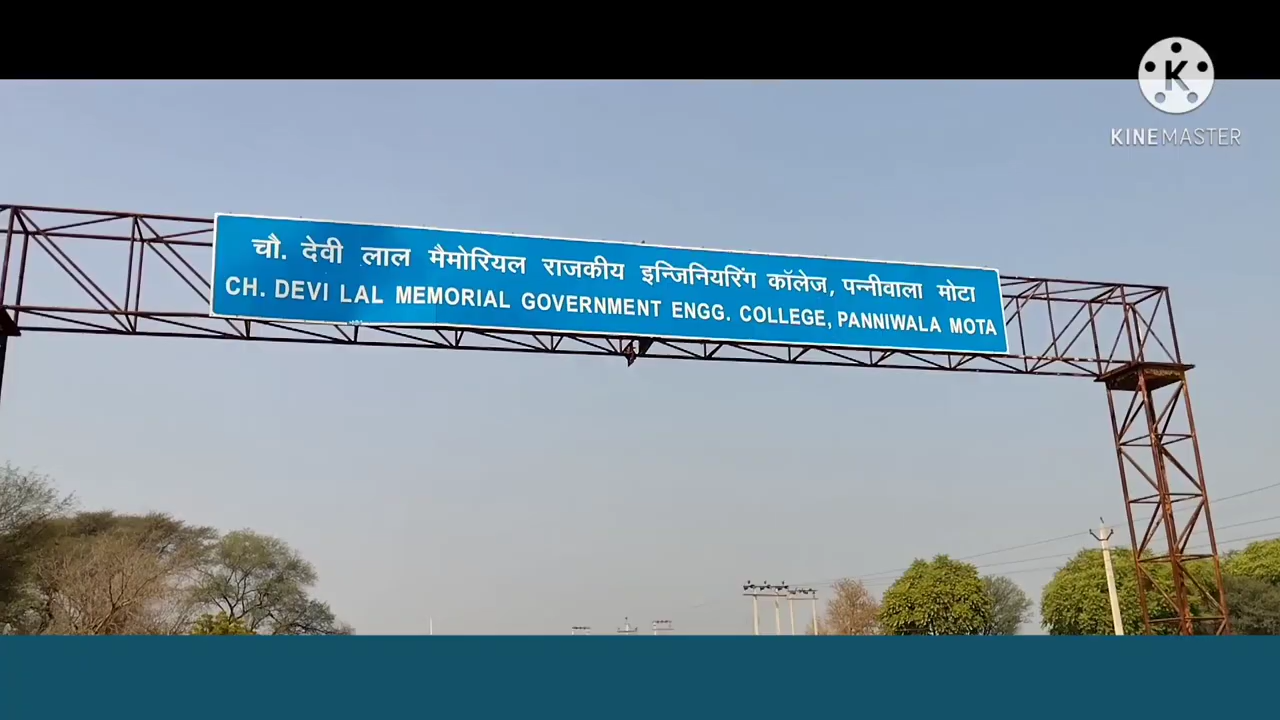 K
KINEMASTER
चौ. देवी लाल मैमोरियल राजकीय इन्जिनियरिंग कॉलेज, पन्नीवाला मोटा
CH. DEVI LAL MEMORIAL GOVERNMENT ENGG. COLLEGE, PANNIWALA MOTA